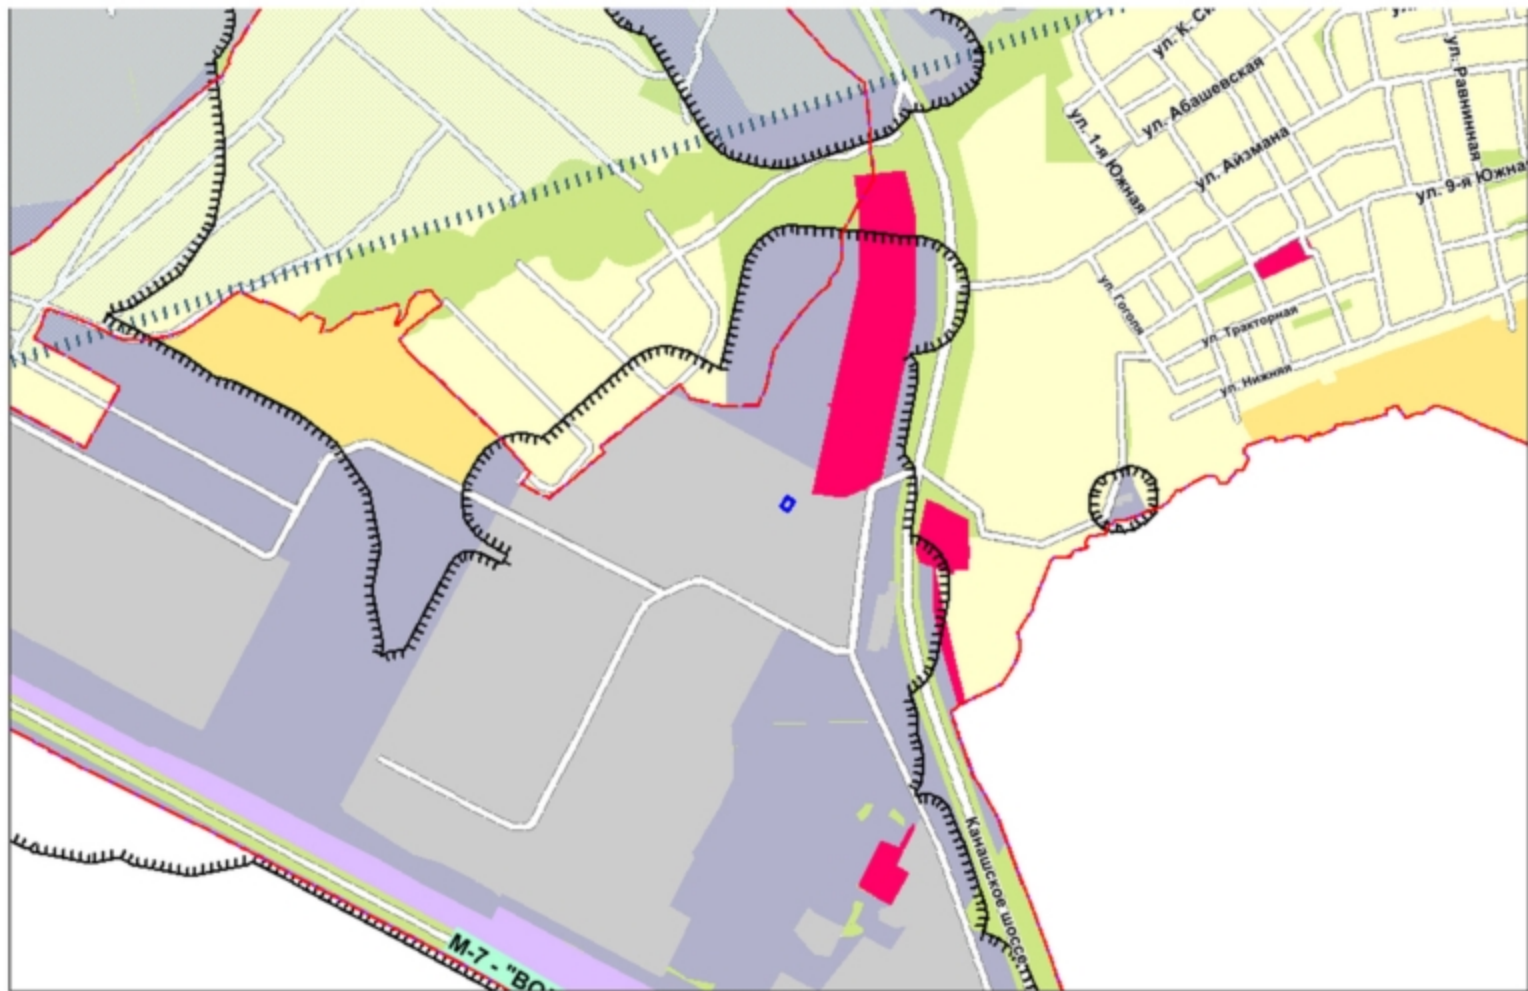 ул. К.
ул. Абашевская
ул. Равнинная
ул. 1-я Южная
ул. Айзмана
ул. 9-я Южна
ул. Гоголя
ул. Тракторная
ул. Нижняя
Канашское шоссе
М-7 - "ВО